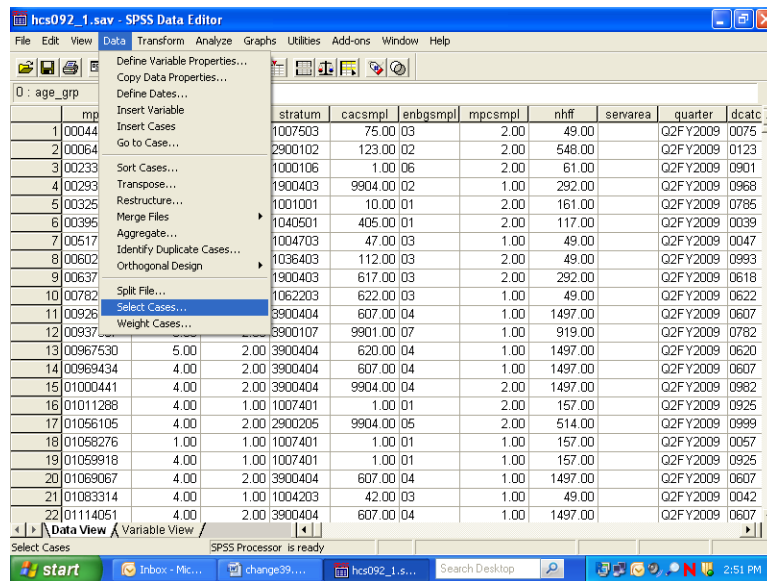 hcs092_1.sav - SPSS Data Editor
File Edit View Data Transform Analyze Graphs Utilities Add-ons Window Help
Define Variable Properties...
Copy Data Properties...
Define Dates...
Insert Variable
Insert Cases
Go to Case...
Sort Cases...
Transpose...
Restructure...
Merge Files
Aggregate...
Identify Duplicate Cases...
Orthogonal Design
Split File...
Select Cases...
Weight Cases...
0 : age_grp
mp stratum cacsmpl enbgsmpl mpcsmpl nhff servarea quarter dcatc
1 00044 1007503 75.00 03 2.00 49.00 Q2FY2009 0075
2 00064 2900102 123.00 02 2.00 548.00 Q2FY2009 0123
3 00233 1000106 1.00 06 2.00 61.00 Q2FY2009 0901
4 00293 1900403 9904.00 02 1.00 292.00 Q2FY2009 0968
5 00325 1001001 10.00 01 2.00 161.00 Q2FY2009 0785
6 00395 1040501 405.00 01 2.00 117.00 Q2FY2009 0039
7 00517 1004703 47.00 03 1.00 49.00 Q2FY2009 0047
8 00602 1036403 112.00 03 2.00 49.00 Q2FY2009 0993
9 00637 1900403 617.00 03 2.00 292.00 Q2FY2009 0618
10 00782 1062203 622.00 03 1.00 49.00 Q2FY2009 0622
11 00926 3900404 607.00 04 1.00 1497.00 Q2FY2009 0607
12 00937 3900107 9901.00 07 1.00 919.00 Q2FY2009 0782
13 00967530 5.00 2.00 3900404 620.00 04 1.00 1497.00 Q2FY2009 0620
14 00969434 4.00 2.00 3900404 607.00 04 1.00 1497.00 Q2FY2009 0607
15 01000441 4.00 2.00 3900404 9904.00 04 2.00 1497.00 Q2FY2009 0982
16 01011288 4.00 1.00 1007401 1.00 01 2.00 157.00 Q2FY2009 0925
17 01056105 4.00 2.00 2900205 9904.00 05 2.00 514.00 Q2FY2009 0999
18 01058276 1.00 1.00 1007401 1.00 01 1.00 157.00 Q2FY2009 0057
19 01059918 4.00 1.00 1007401 1.00 01 1.00 157.00 Q2FY2009 0925
20 01069067 4.00 2.00 3900404 607.00 04 1.00 1497.00 Q2FY2009 0607
21 01083314 4.00 1.00 1004203 42.00 03 1.00 49.00 Q2FY2009 0042
22 01114051 4.00 2.00 3900404 607.00 04 1.00 1497.00 Q2FY2009 0607
Data View Variable View
Select Cases SPSS Processor is ready
start Inbox - Mic... change39.... hcs092_1.s... Search Desktop 2:51 PM